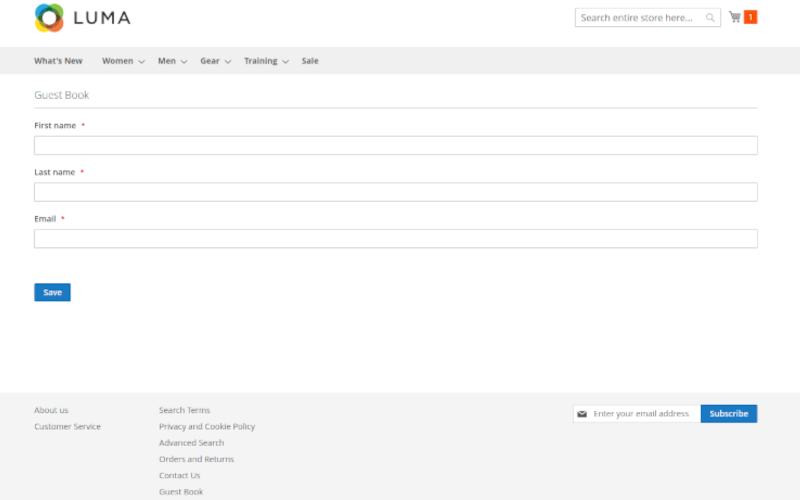 LUMA
Search entire store here...
1
What's New Women Men Gear Training Sale
Guest Book
First name *
Last name *
Email *
Save
About us
Customer Service
Search Terms
Privacy and Cookie Policy
Advanced Search
Orders and Returns
Contact Us
Guest Book
Enter your email address
Subscribe